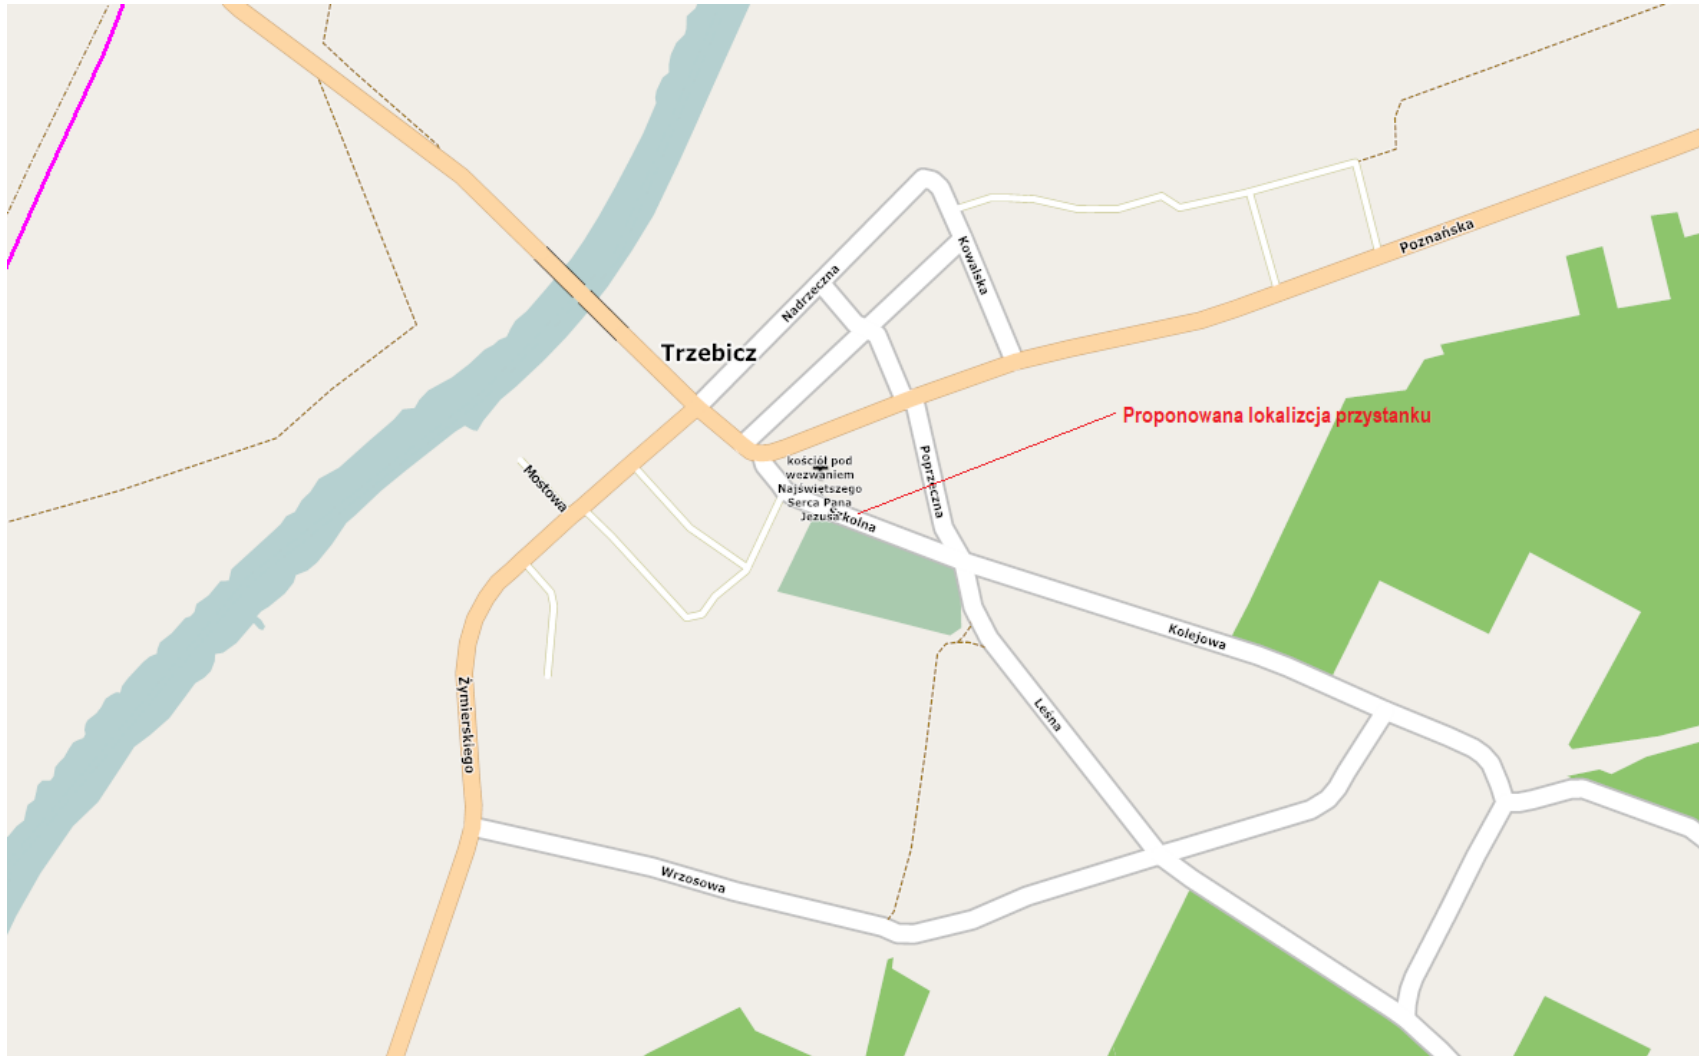 Poznańska
Kowalska
Nadrzeczna
Trzebicz
Proponowana lokalizcja przystanku
kościół pod
wezwaniem
Najświętszego
Serca Pana
Jezusa
Szkolna
Poprzeczna
Mostowa
Kolejowa
Żymierskiego
Leśna
Wrzosowa